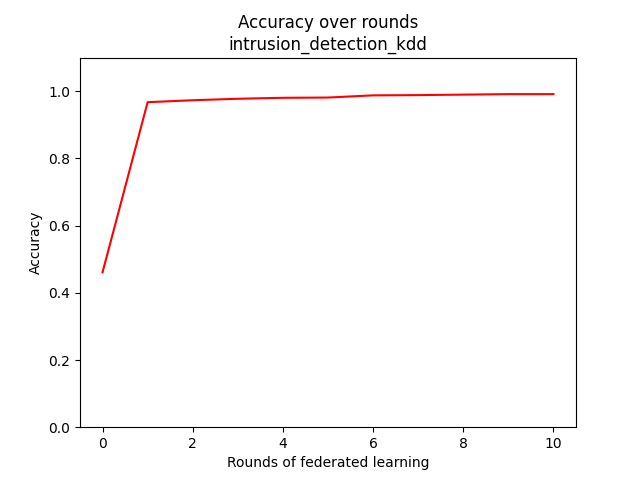 Accuracy over rounds
intrusion_detection_kdd
1.0
0.8
0.6
0.4
0.2
0.0
Accuracy
0 2 4 6 8 10
Rounds of federated learning